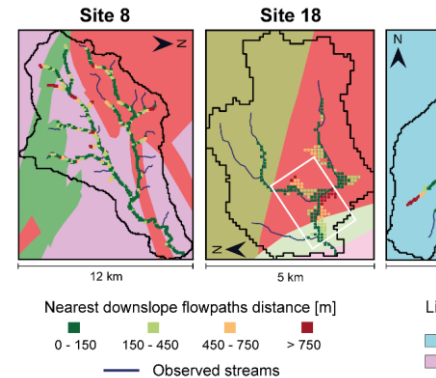 Site 8
Site 18
N
N
N
12 km
5 km
Nearest downslope flowpaths distance [m]
Li
0 - 150
150 - 450
450 - 750
> 750
Observed streams